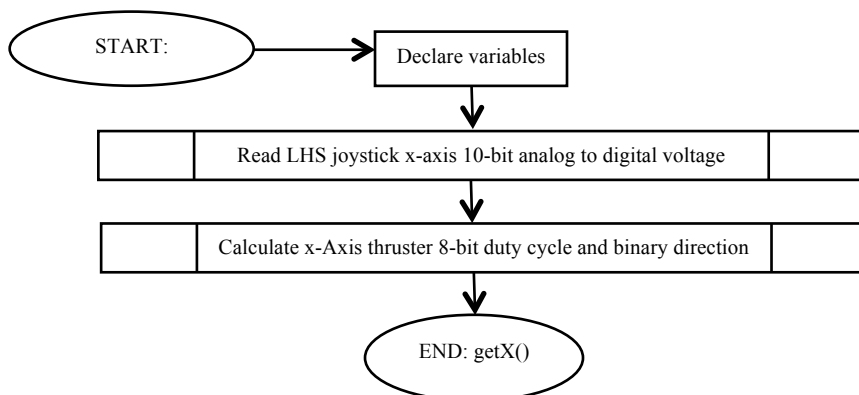 START:
Declare variables
Read LHS joystick x-axis 10-bit analog to digital voltage
Calculate x-Axis thruster 8-bit duty cycle and binary direction
END: getX()